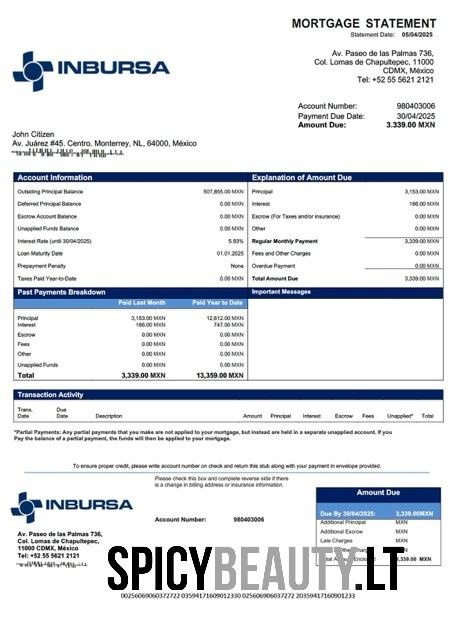 MORTGAGE STATEMENT
Statement Date: 05/04/2025
INBURSA
Av. Paseo de las Palmas 736,
Col. Lomas de Chapultepec, 11000
CDMX, México
Tel: +52 55 5621 2121
Account Number: 980403006
Payment Due Date: 30/04/2025
Amount Due: 3.339.00 MXN
John Citizen
Av. Juárez #45. Centro. Monterrey, NL, 64000, México
Account Information
Outsiding Principal Balance 507,855.00 MXN
Deferred Principal Balance 0.00 MXN
Escrow Account Balance 0.00 MXN
Unapplied Funds Balance 0.00 MXN
Interest Rate (until 30/04/2025) 5.93%
Loan Maturity Date 01.01.2025
Prepayment Penalty None
Taxes Paid Year-to-Date 0.00 MXN
Explanation of Amount Due
Principal 3,153.00 MXN
Interest 186.00 MXN
Escrow (For Taxes and/or insurance) 0.00 MXN
Other 0.00 MXN
Regular Monthly Payment 3,339.00 MXN
Fees and Other Charges 0.00 MXN
Overdue Payment 0.00 MXN
Total Amount Due 3,339.00 MXN
Past Payments Breakdown
Paid Last Month Paid Year to Date
Principal 3,153.00 MXN 12,612.00 MXN
Interest 186.00 MXN 747.00 MXN
Escrow 0.00 MXN 0.00 MXN
Fees 0.00 MXN 0.00 MXN
Other 0.00 MXN 0.00 MXN
Unapplied Funds 0.00 MXN 0.00 MXN
Total 3,339.00 MXN 13,359.00 MXN
Important Messages
Transaction Activity
Trans. Date Due Date Description Amount Principal Interest Escrow Fees Unapplied* Total
*Partial Payments: Any partial payments that you make are not applied to your mortgage, but instead are held in a separate unapplied account. If you
Pay the balance of a partial payment, the funds will then be applied to your mortgage.
To ensure proper credit, please write account number on check and return this stub along with your payment in envelope provided.
INBURSA
Please check this box and complete reverse side if there
is a change in billing address or insurance information.
Account Number: 980403006
Av. Paseo de las Palmas 736,
Col. Lomas de Chapultepec,
11000 CDMX, México
Tel: +52 55 5621 2121
Amount Due
Due By 30/04/2025: 3,339.00MXN
Additional Principal MXN
Additional Escrow MXN
Late Charges MXN
MXN
3,339.00 MXN
SPICYBEAUTY.LT